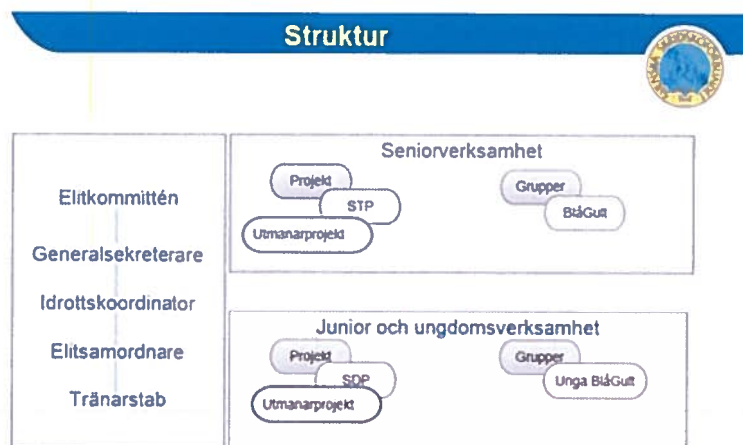 Struktur
Elitkommittén
Generalsekreterare
Idrottskoordinator
Elitsamordnare
Tränarstab
Seniorverksamhet
Projekt
STP
Utmanarprojekt
Grupper
BlåGult
Junior och ungdomsverksamhet
Projekt
SDP
Utmanarprojekt
Grupper
Unga BlåGult